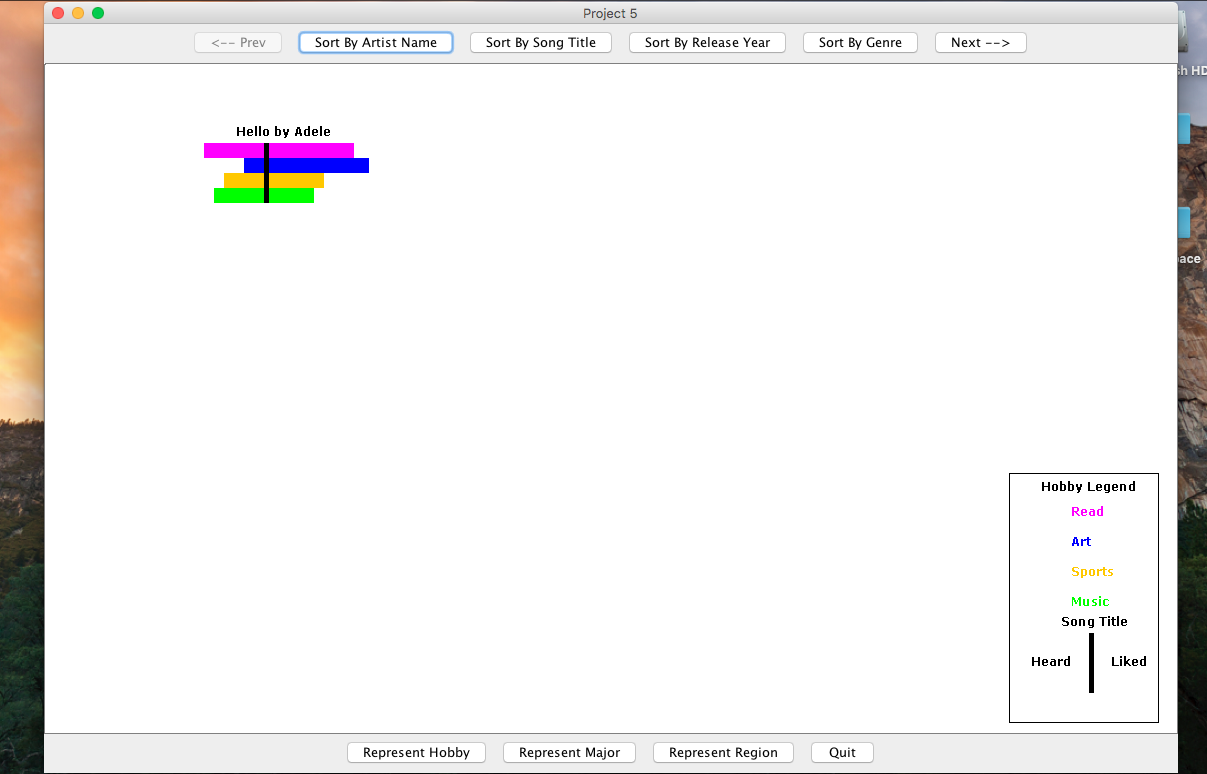 Project 5
<-- Prev
Sort By Artist Name
Sort By Song Title
Sort By Release Year
Sort By Genre
Next -->
sh HD
Hello by Adele
pace
Hobby Legend
Read
Art
Sports
Music
Song Title
Heard
Liked
Represent Hobby
Represent Major
Represent Region
Quit